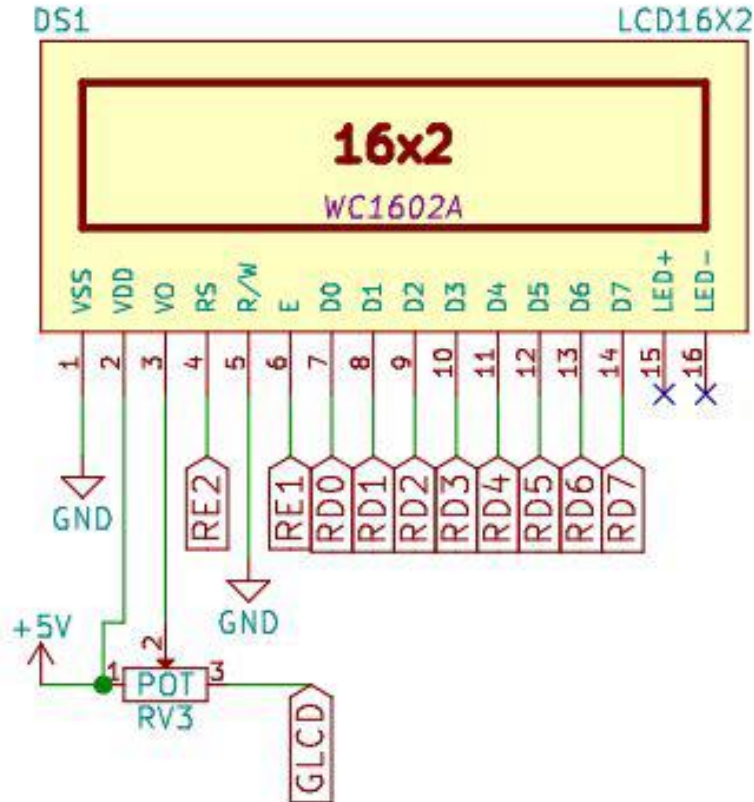 DS1 LCD16X2
16x2
WC1602A
VSS VDD VO RS R/W E D0 D1 D2 D3 D4 D5 D6 D7 LED+ LED-
1 2 3 4 5 6 7 8 9 10 11 12 13 14 15 16
RE2 RE1 RD0 RD1 RD2 RD3 RD4 RD5 RD6 RD7
GND
GND
+5V
2
1 POT 3
RV3
GLCD